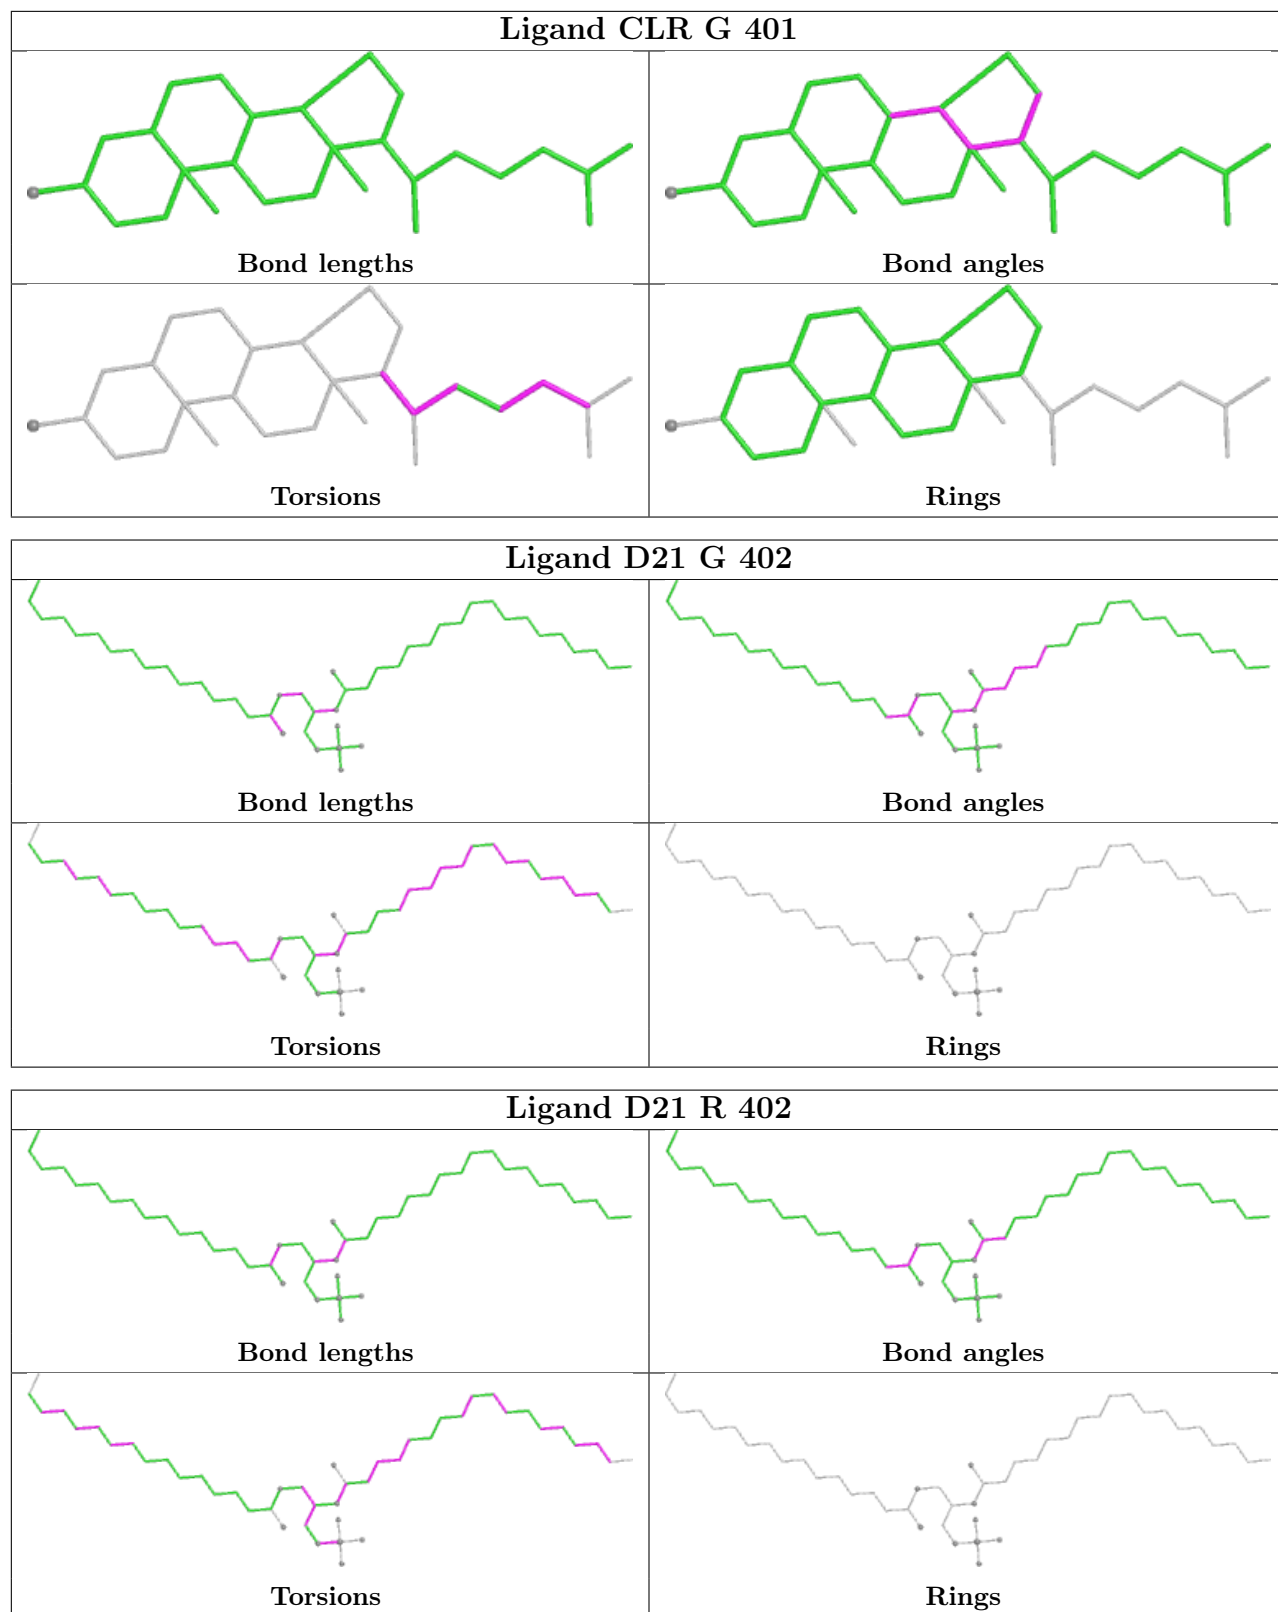 Ligand CLR G 401
Bond lengths
Bond angles
Torsions
Rings
Ligand D21 G 402
Bond lengths
Bond angles
Torsions
Rings
Ligand D21 R 402
Bond lengths
Bond angles
Torsions
Rings